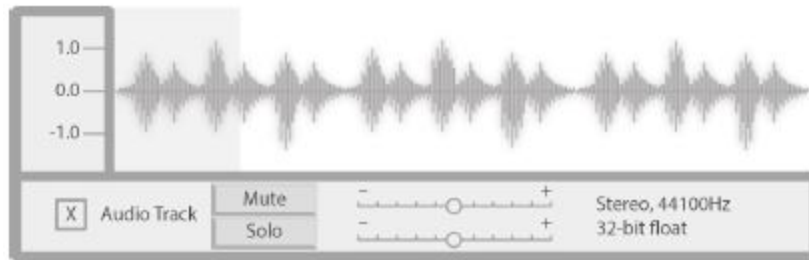 1.0
0.0
-1.0
X Audio Track
Mute
Solo
- +
- +
Stereo, 44100Hz
32-bit float